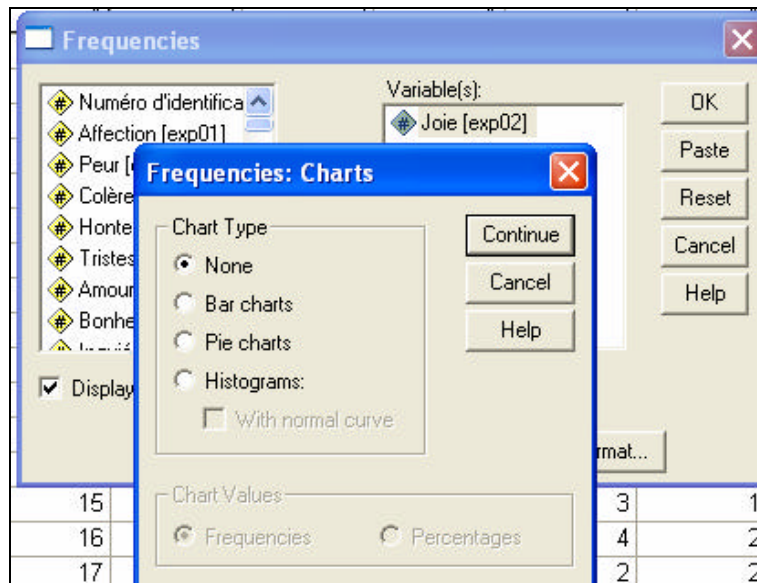 Frequencies
Numéro d'identifica
Affection [exp01]
Peur [
Colère
Honte
Tristes
Amour
Bonhe
Display
Variable(s):
Joie [exp02]
OK
Paste
Reset
Cancel
Help
rmat...
Frequencies: Charts
Chart Type
None
Bar charts
Pie charts
Histograms:
With normal curve
Continue
Cancel
Help
Chart Values
Frequencies
Percentages
15 3 1
16 4 2
17 2 2